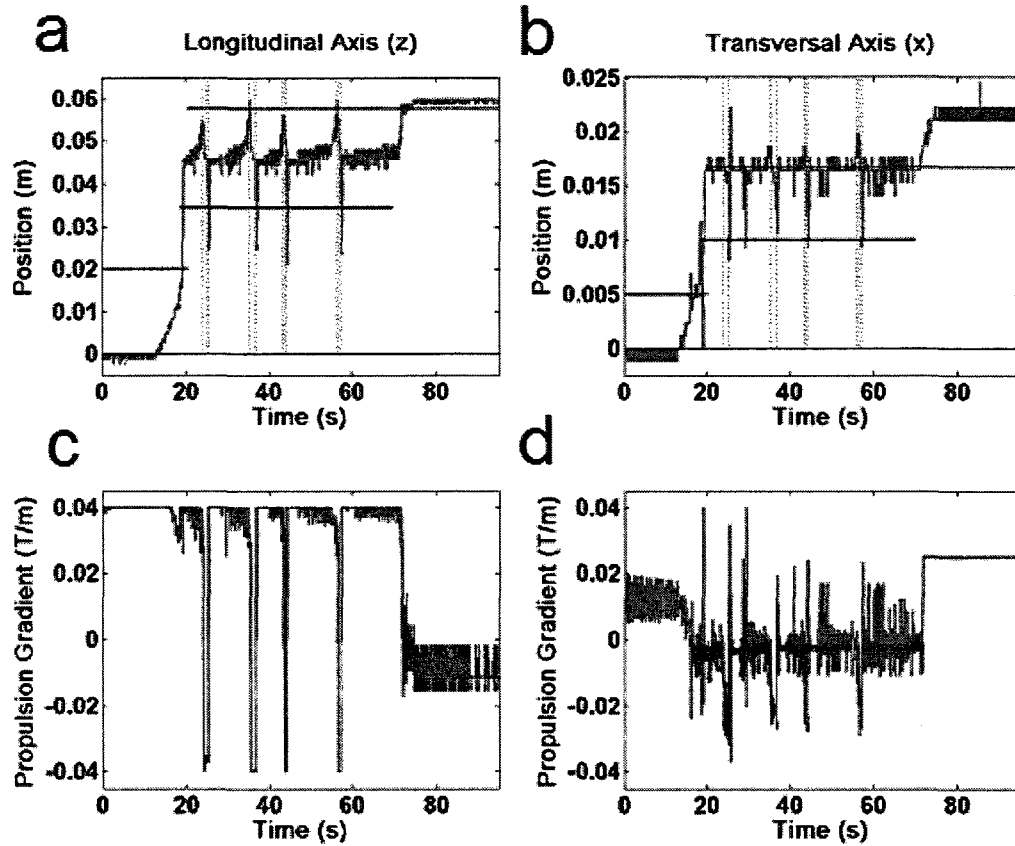 a
Longitudinal Axis (z)
Position (m)
0.06
0.05
0.04
0.03
0.02
0.01
0
0 20 40 60 80
Time (s)
b
Transversal Axis (x)
Position (m)
0.025
0.02
0.015
0.01
0.005
0
0 20 40 60 80
Time (s)
c
Propulsion Gradient (T/m)
0.04
0.02
0
-0.02
-0.04
0 20 40 60 80
Time (s)
d
Propulsion Gradient (T/m)
0.04
0.02
0
-0.02
-0.04
0 20 40 60 80
Time (s)